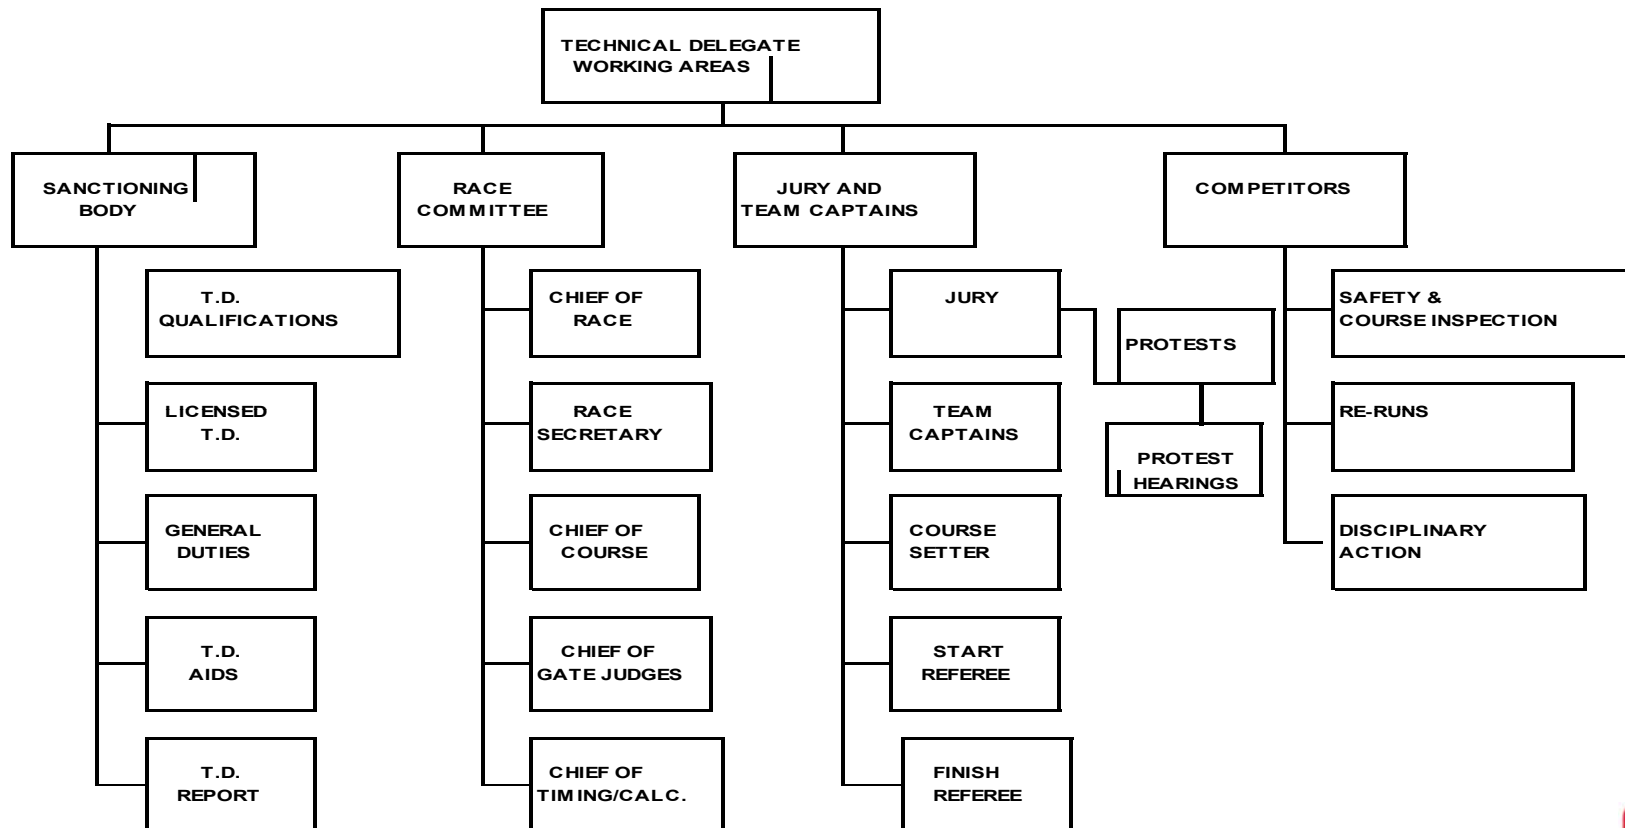 TECHNICAL DELEGATE
WORKING AREAS
SANCTIONING
BODY
RACE
COMMITTEE
JURY AND
TEAM CAPTAINS
COMPETITORS
T.D.
QUALIFICATIONS
LICENSED
T.D.
GENERAL
DUTIES
T.D.
AIDS
T.D.
REPORT
CHIEF OF
RACE
RACE
SECRETARY
CHIEF OF
COURSE
CHIEF OF
GATE JUDGES
CHIEF OF
TIMING/CALC.
JURY
PROTESTS
PROTEST
HEARINGS
TEAM
CAPTAINS
COURSE
SETTER
START
REFEREE
FINISH
REFEREE
SAFETY &
COURSE INSPECTION
RE-RUNS
DISCIPLINARY
ACTION